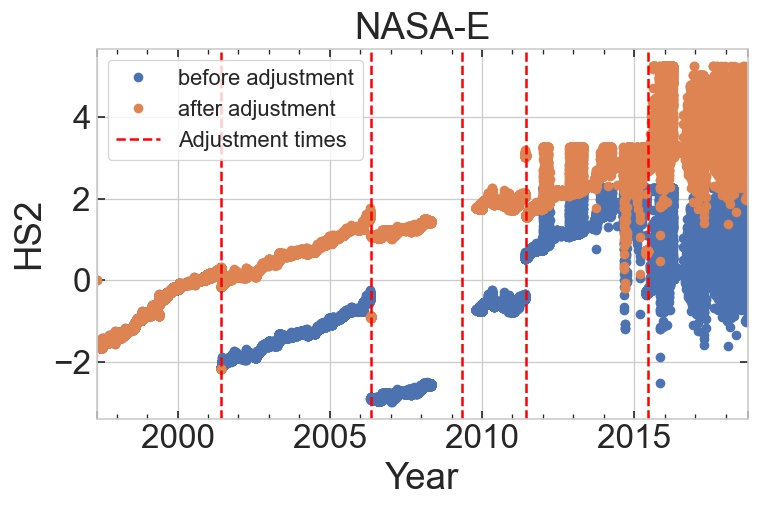 NASA-E
before adjustment
after adjustment
Adjustment times
HS2
4
2
0
−2
2000
2005
2010
2015
Year